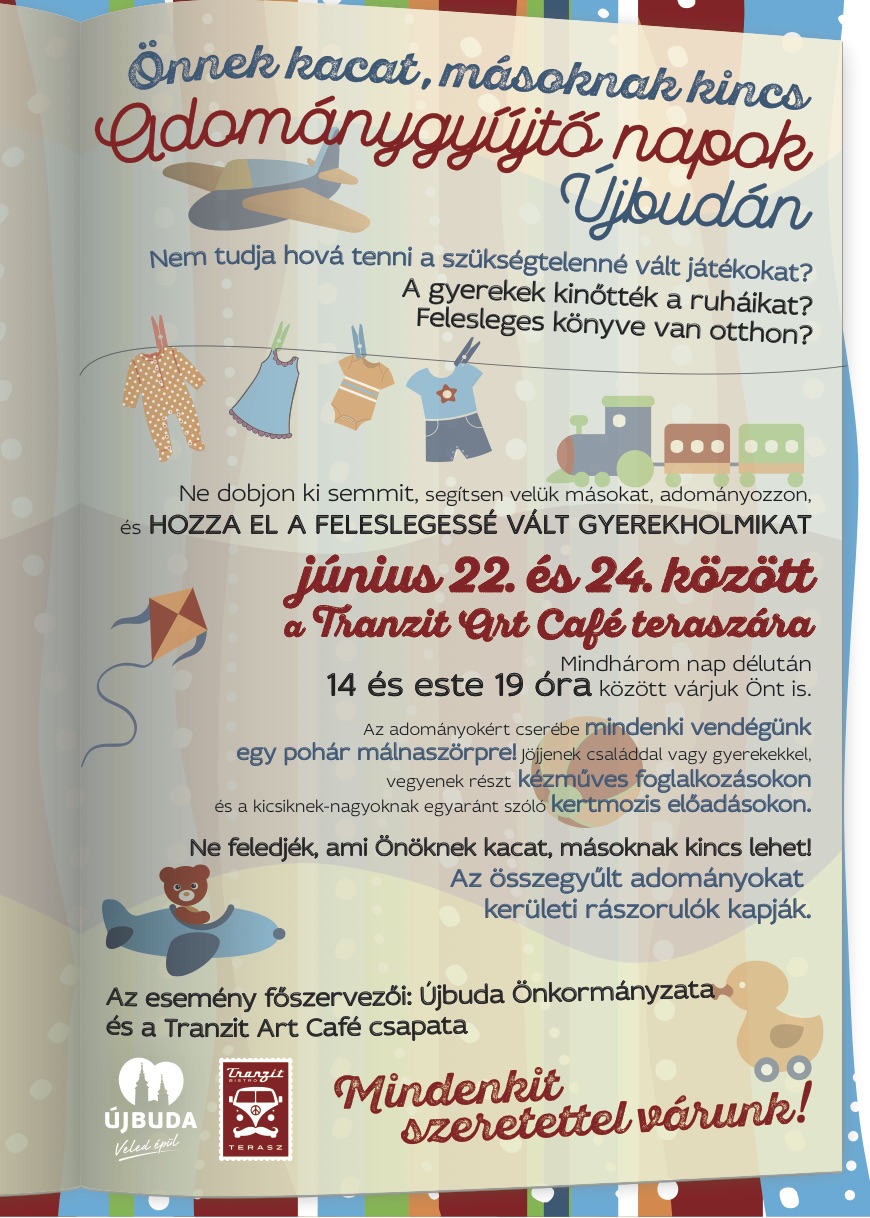 Önnek kacat, másoknak kincs
Adománygyűjtő napok
Újbudán
Nem tudja hová tenni a szükségtelenné vált játékokat?
A gyerekek kinőtték a ruháikat?
Felesleges könyve van otthon?
Ne dobjon ki semmit, segítsen velük másokat, adományozzon,
és HOZZA EL A FELESLEGESSÉ VÁLT GYEREKHOLMIKAT
június 22. és 24. között
a Tranzit Art Café teraszára
Mindhárom nap délután
14 és este 19 óra között várjuk Önt is.
Az adományokért cserébe mindenki vendégünk
egy pohár málnaszörpre! Jöjjenek családdal vagy gyerekekkel,
vegyenek részt kézműves foglalkozásokon
és a kicsiknek-nagyoknak egyaránt szóló kertmozis előadásokon.
Ne feledjék, ami Önöknek kacat, másoknak kincs lehet!
Az összegyűlt adományokat
kerületi rászorulók kapják.
Az esemény főszervezői: Újbuda Önkormányzata
és a Tranzit Art Café csapata
ÚJBUDA
Veled épül
Tranzit
BISTRO
TERASZ
Mindenkit
szeretettel várunk!